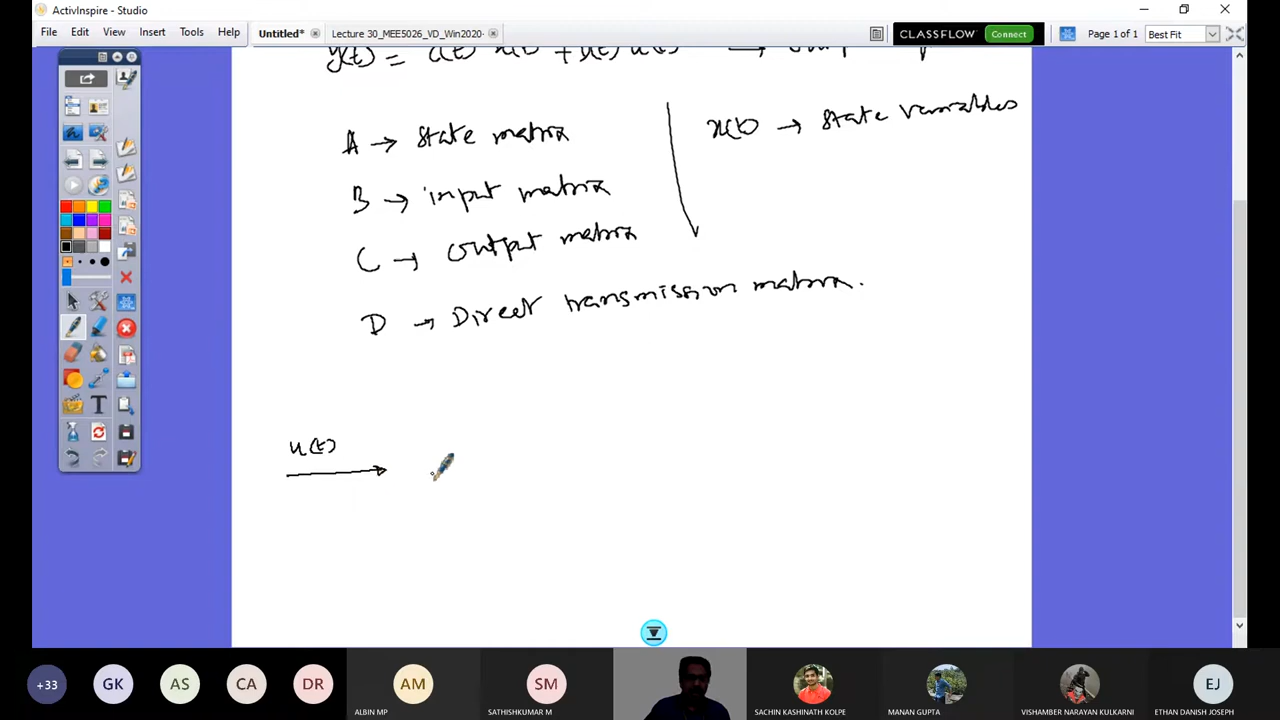 ActivInspire - Studio
File Edit View Insert Tools Help
Untitled*
Lecture 30_MEE5026_VD_Win2020-
CLASSFLOW Connect
Page 1 of 1
Best Fit
y(t) =
A → State matrix
x(t) → State variables
B → input matrix
C → output matrix
D → Direct transmission matrix.
u(t)
+33
GK
AS
CA
DR
AM
SM
EJ
ALBIN MP
SATHISHKUMAR M
SACHIN KASHINATH KOLPE
MANAN GUPTA
VISHAMBER NARAYAN KULKARNI
ETHAN DANISH JOSEPH